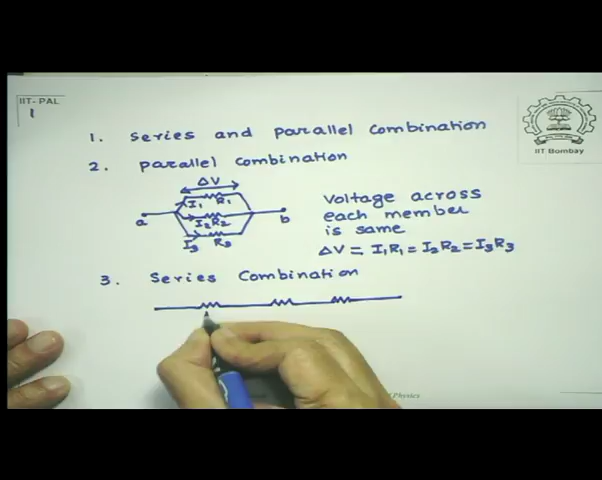 IIT- PAL
1
1. Series and parallel combination
2. parallel combination
ΔV
I1 R1
I2 R2
I3 R3
a
b
Voltage across
each member
is same
ΔV = I1R1 = I2R2 = I3R3
3. Series Combination
IIT Bombay
Physics